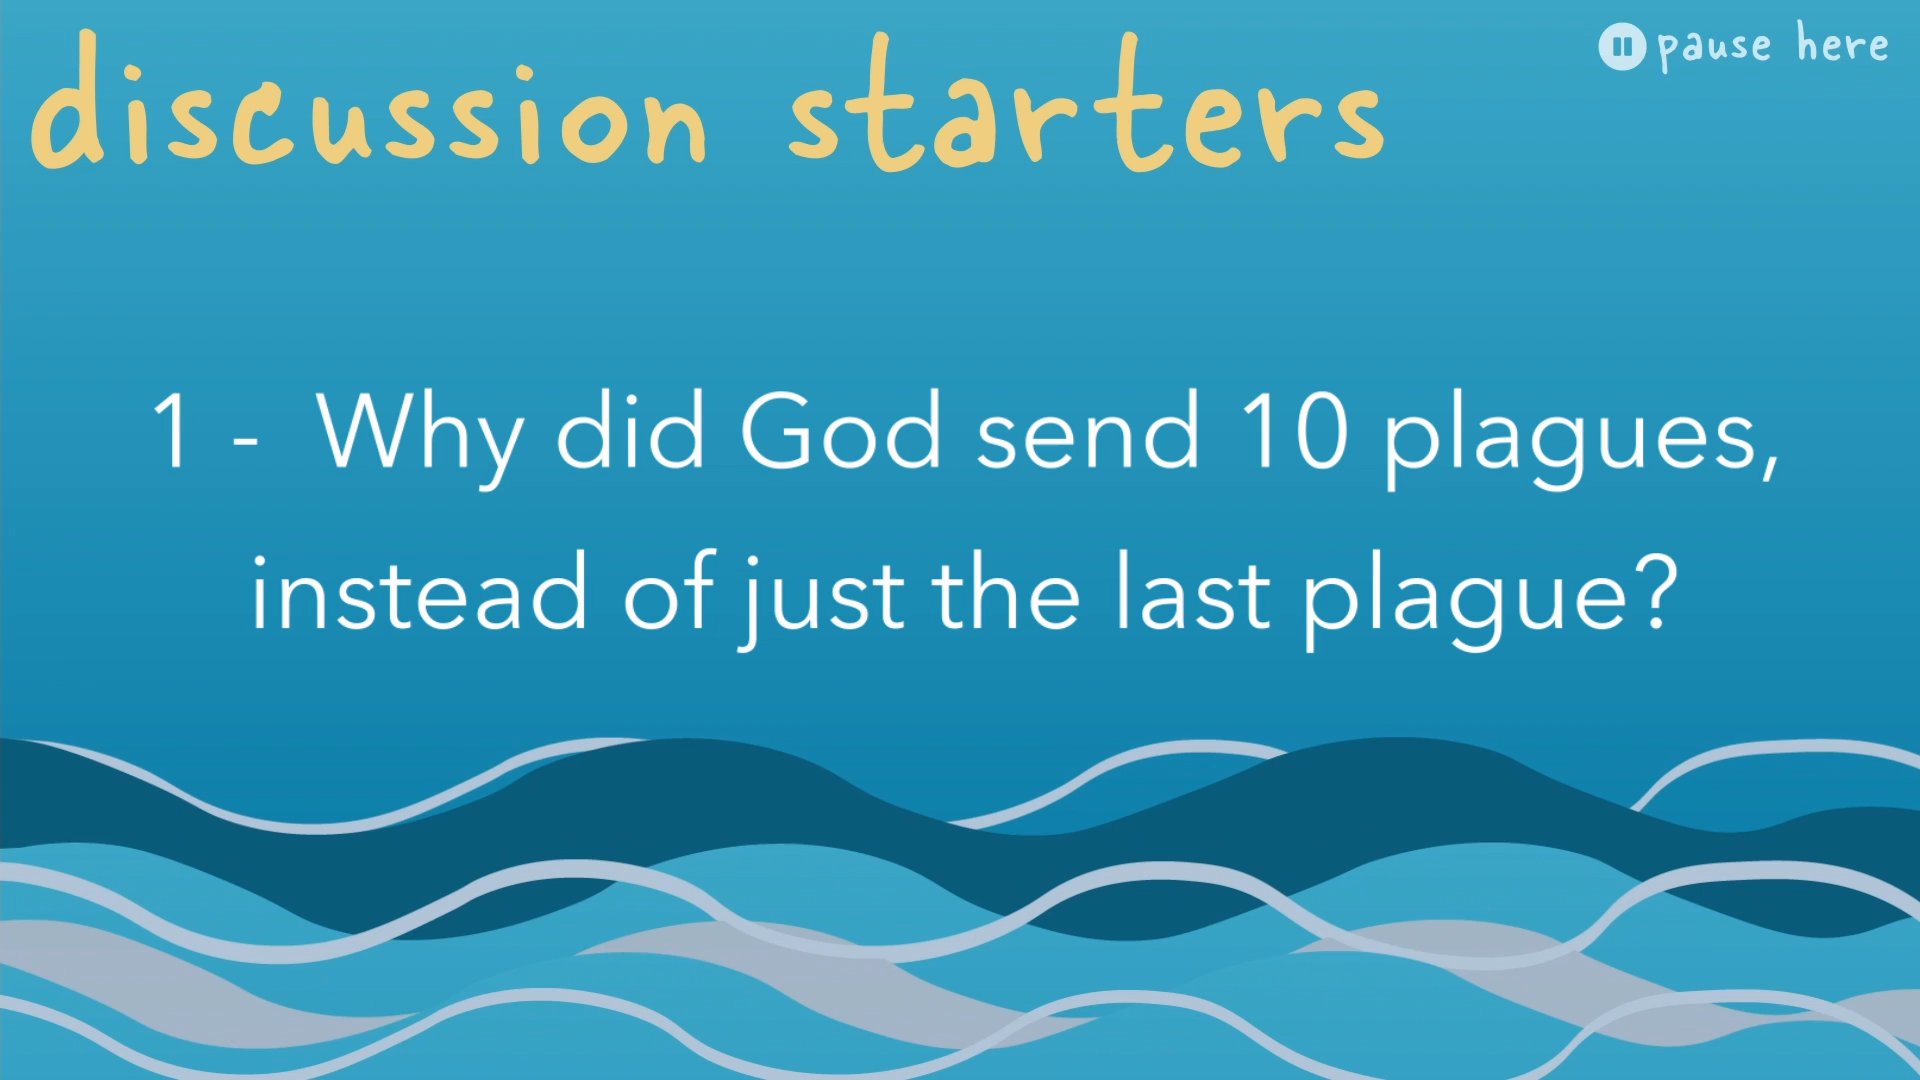 discussion starters
pause here
1 - Why did God send 10 plagues,
instead of just the last plague?